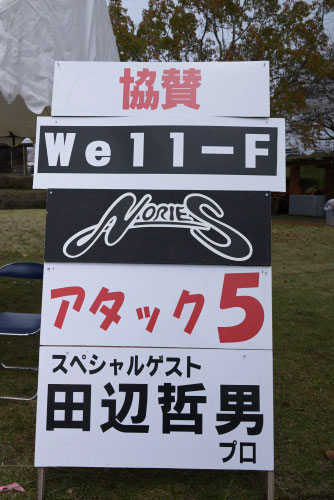 協賛
Well-F
NORIES
アタック5
スペシャルゲスト
田辺哲男
プロ